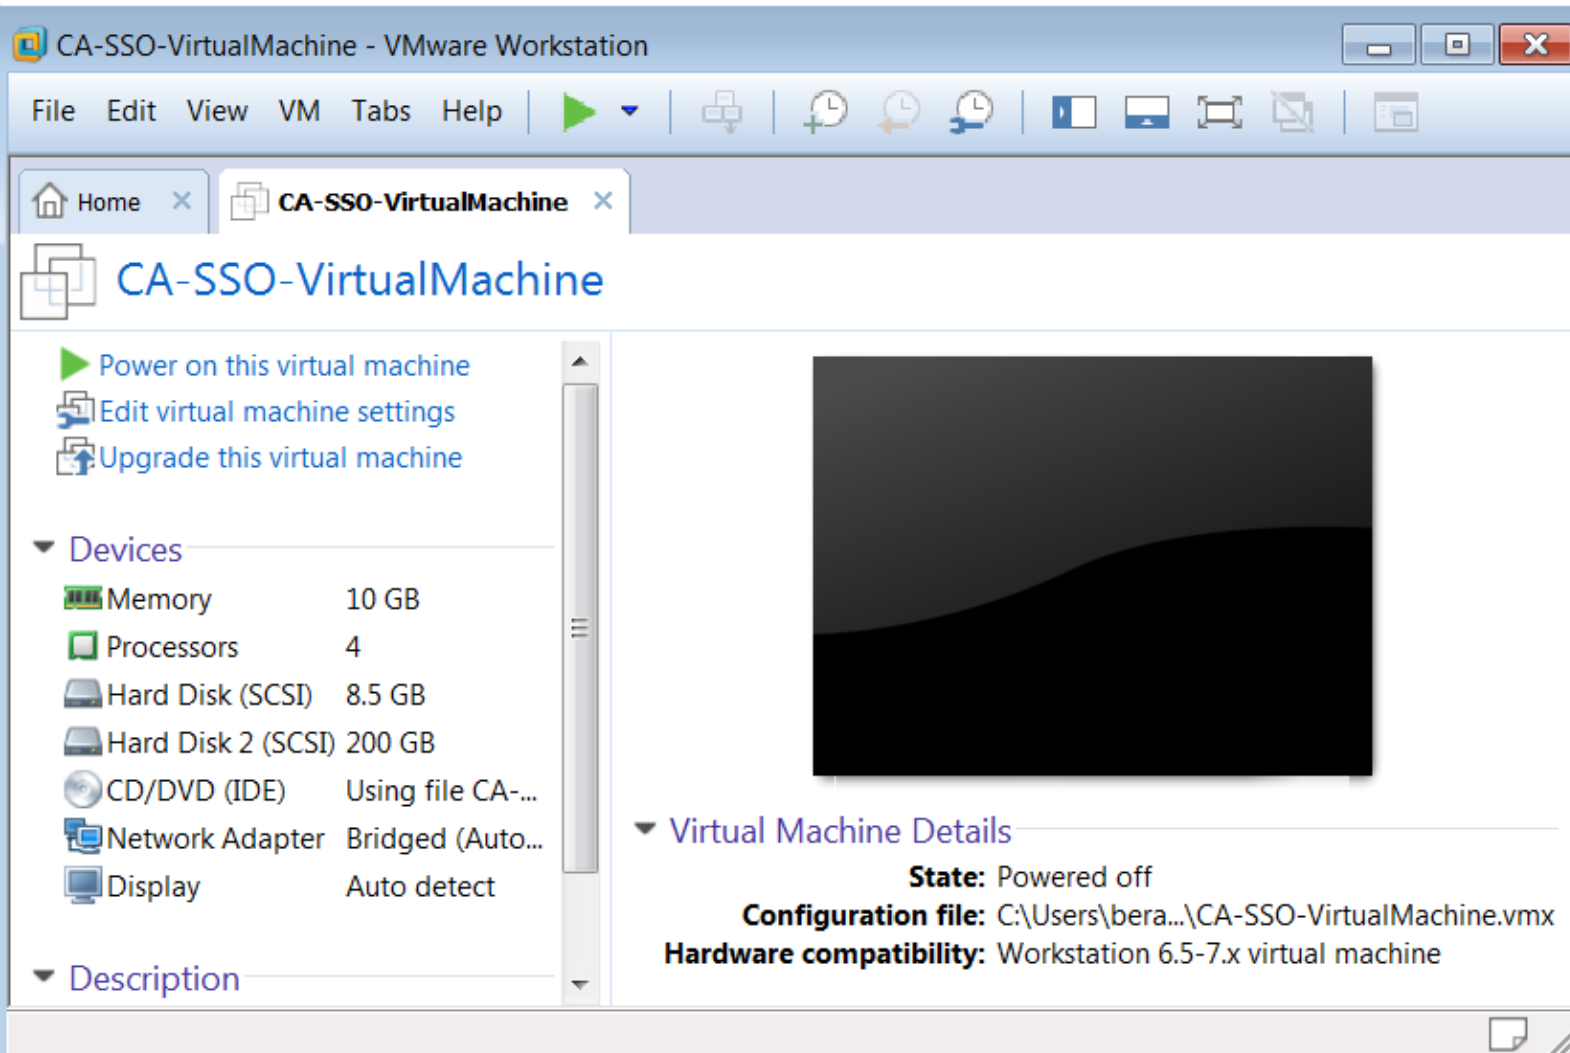 CA-SSO-VirtualMachine - VMware Workstation
File Edit View VM Tabs Help
Home CA-SSO-VirtualMachine
CA-SSO-VirtualMachine
Power on this virtual machine
Edit virtual machine settings
Upgrade this virtual machine
Devices
Memory 10 GB
Processors 4
Hard Disk (SCSI) 8.5 GB
Hard Disk 2 (SCSI) 200 GB
CD/DVD (IDE) Using file CA-...
Network Adapter Bridged (Auto...
Display Auto detect
Description
Virtual Machine Details
State: Powered off
Configuration file: C:\Users\bera...\CA-SSO-VirtualMachine.vmx
Hardware compatibility: Workstation 6.5-7.x virtual machine